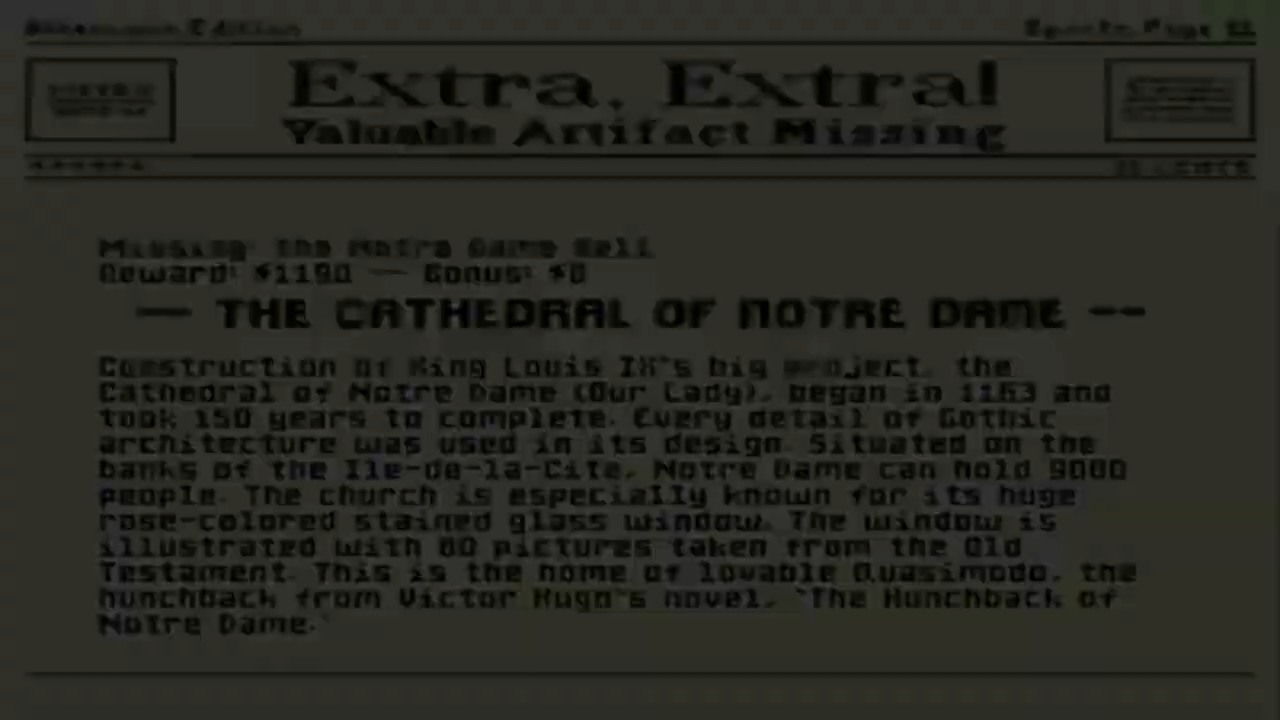 Afternoon Edition
Sports, Page
Extra, Extra!
Valuable Artifact Missing
Missing: the Notre Dame Bell
Reward: $1190 -- Bonus: $0
-- THE CATHEDRAL OF NOTRE DAME --
Construction of King Louis IX's big project, the
Cathedral of Notre Dame (Our Lady), began in 1163 and
took 150 years to complete. Every detail of Gothic
architecture was used in its design. Situated on the
banks of the Ile-de-la-Cite, Notre Dame can hold 9000
people. The church is especially known for its huge
rose-colored stained glass window. The window is
illustrated with 80 pictures taken from the Old
Testament. This is the home of lovable Quasimodo, the
hunchback from Victor Hugo's novel, 'The Hunchback of
Notre Dame.'